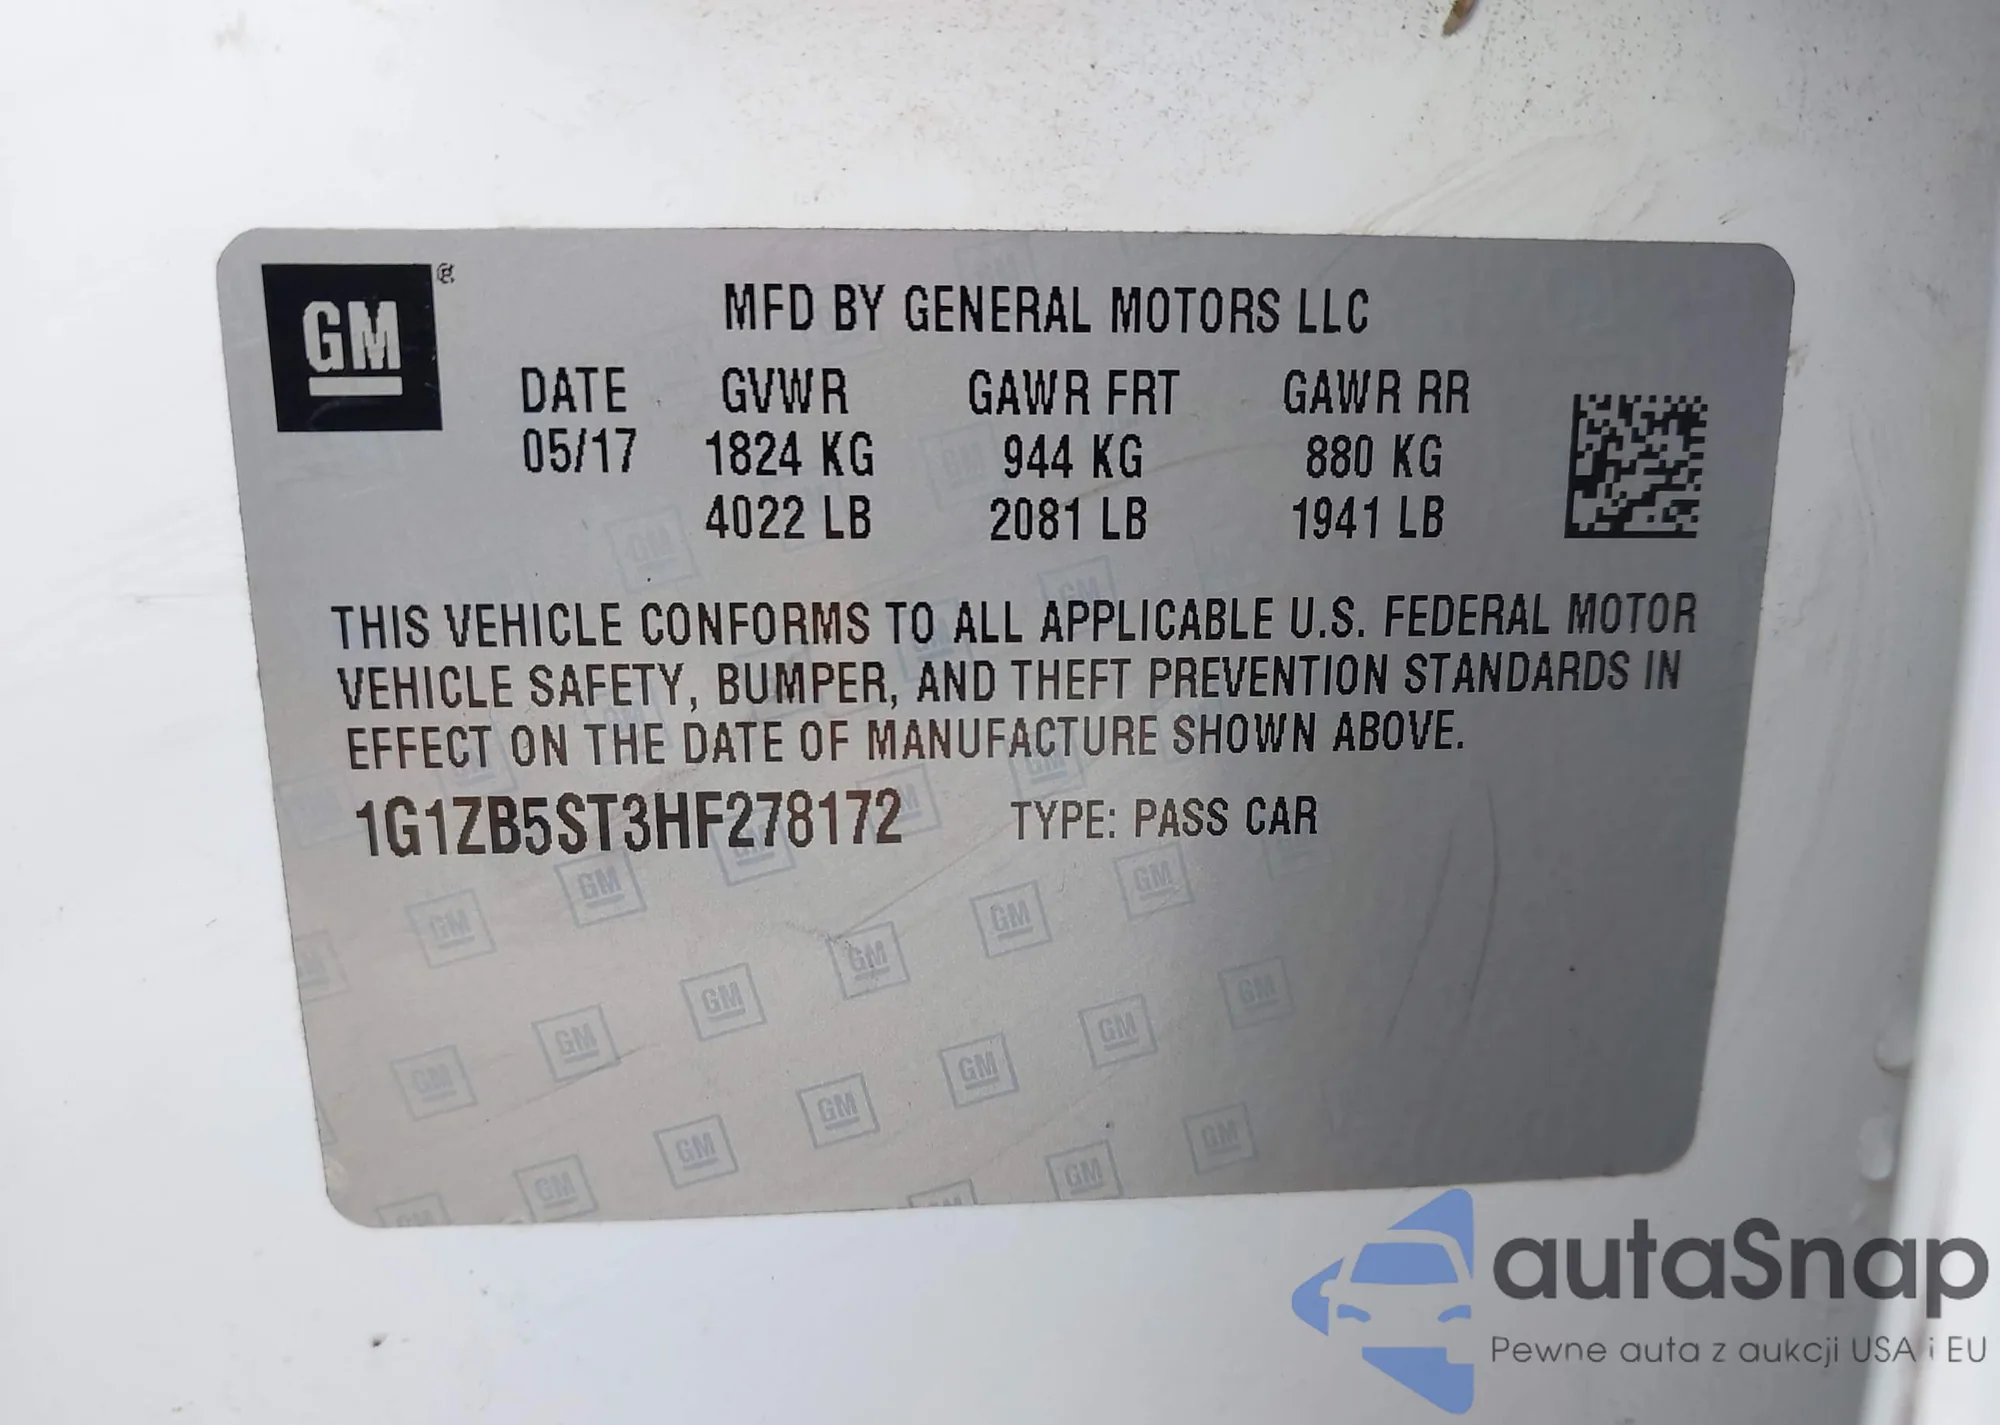 GM ®
MFD BY GENERAL MOTORS LLC
DATE GVWR GAWR FRT GAWR RR
05/17 1824 KG 944 KG 880 KG
4022 LB 2081 LB 1941 LB
THIS VEHICLE CONFORMS TO ALL APPLICABLE U.S. FEDERAL MOTOR
VEHICLE SAFETY, BUMPER, AND THEFT PREVENTION STANDARDS IN
EFFECT ON THE DATE OF MANUFACTURE SHOWN ABOVE.
1G1ZB5ST3HF278172 TYPE: PASS CAR
autaSnap
Pewne auta z aukcji USA i EU